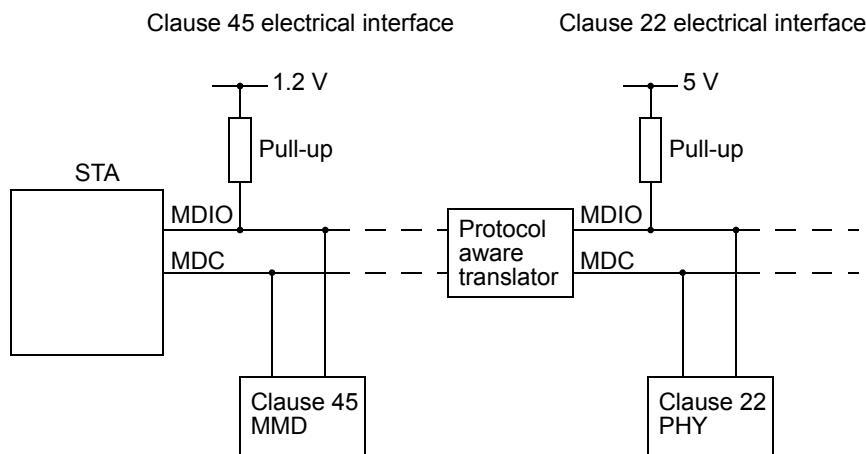 Clause 45 electrical interface
Clause 22 electrical interface
1.2 V
5 V
Pull-up
Pull-up
STA
MDIO
MDC
Protocol
aware
translator
MDIO
MDC
Clause 45
MMD
Clause 22
PHY